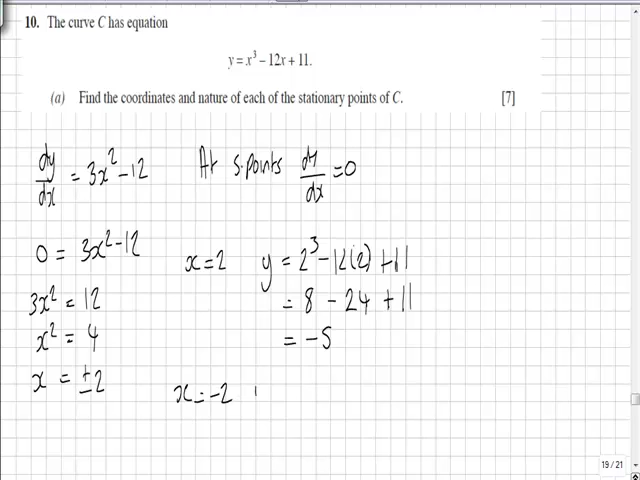 10. The curve C has equation
y = x³ − 12x + 11.
(a) Find the coordinates and nature of each of the stationary points of C. [7]
dy/dx = 3x² − 12
At s.points dy/dx = 0
0 = 3x² − 12
3x² = 12
x² = 4
x = ±2
x = 2
y = 2³ − 12(2) + 11
= 8 − 24 + 11
= −5
x = −2
19 / 21